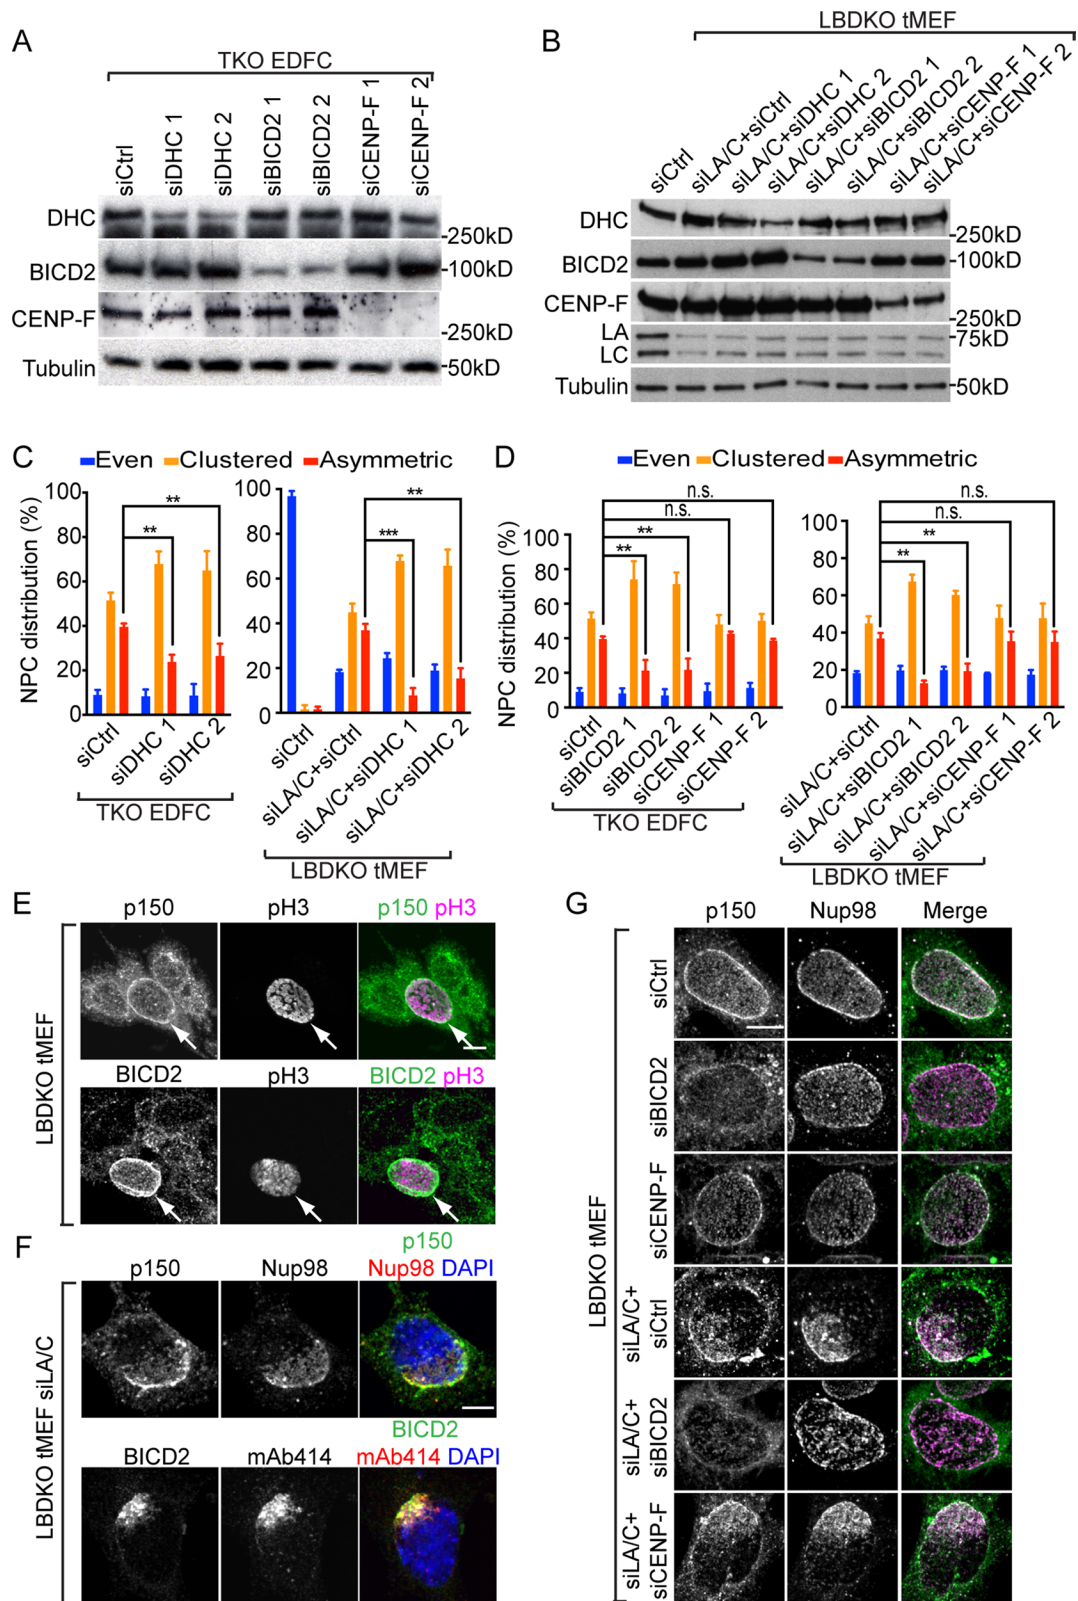 A
TKO EDFC
siCtrl
siDHC 1
siDHC 2
siBICD2 1
siBICD2 2
siCENP-F 1
siCENP-F 2
DHC
-250kD
BICD2
-100kD
CENP-F
-250kD
Tubulin
-50kD
B
LBDKO tMEF
siCtrl
siLA/C+siCtrl
siLA/C+siDHC 1
siLA/C+siDHC 2
siLA/C+siBICD2 1
siLA/C+siBICD2 2
siLA/C+siCENP-F 1
siLA/C+siCENP-F 2
DHC
-250kD
BICD2
-100kD
CENP-F
-250kD
LA
-75kD
LC
Tubulin
-50kD
C
Even Clustered Asymmetric
NPC distribution (%)
100
80
60
40
20
0
**
**
siCtrl
siDHC 1
siDHC 2
TKO EDFC
100
80
60
40
20
0
**
***
siCtrl
siLA/C+siCtrl
siLA/C+siDHC 1
siLA/C+siDHC 2
LBDKO tMEF
D
Even Clustered Asymmetric
NPC distribution (%)
100
80
60
40
20
0
n.s.
n.s.
**
**
siCtrl
siBICD2 1
siBICD2 2
siCENP-F 1
siCENP-F 2
TKO EDFC
100
80
60
40
20
0
n.s.
n.s.
**
**
siLA/C+siCtrl
siLA/C+siBICD2 1
siLA/C+siBICD2 2
siLA/C+siCENP-F 1
siLA/C+siCENP-F 2
LBDKO tMEF
E
LBDKO tMEF
p150 pH3 p150 pH3
BICD2 pH3 BICD2 pH3
F
LBDKO tMEF siLA/C
p150
p150 Nup98 Nup98 DAPI
BICD2
BICD2 mAb414 mAb414 DAPI
G
p150 Nup98 Merge
LBDKO tMEF
siCtrl
siBICD2
siCENP-F
siLA/C+
siCtrl
siLA/C+
siBICD2
siLA/C+
siCENP-F